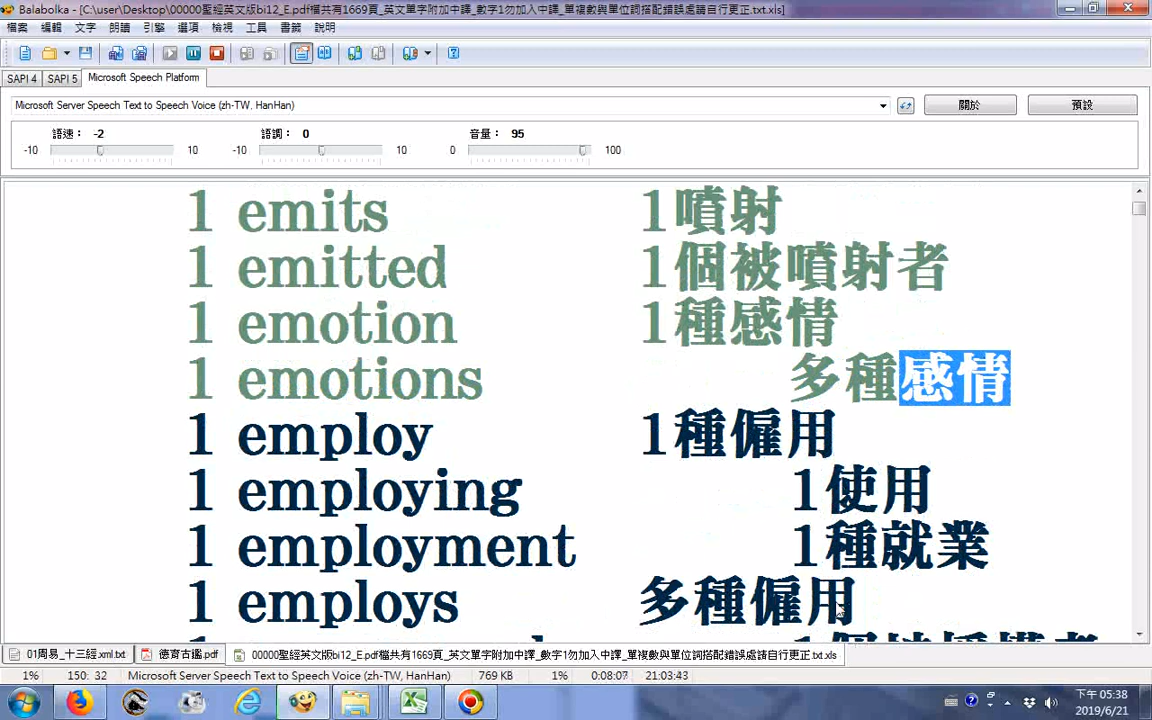 Balabolka - [C:\user\Desktop\00000聖經英文版bi12_E.pdf檔共有1669頁_英文單字附加中譯_數字1勿加入中譯_單複數與單位詞搭配錯誤處請自行更正.txt.xls]
檔案 編輯 文字 朗讀 引擎 選項 檢視 工具 書籤 說明
SAPI 4 SAPI 5 Microsoft Speech Platform
Microsoft Server Speech Text to Speech Voice (zh-TW, HanHan) 關於 預設
語速： -2 語調： 0 音量： 95
-10 10 -10 10 0 100
1 emits 1噴射
1 emitted 1個被噴射者
1 emotion 1種感情
1 emotions 多種感情
1 employ 1種僱用
1 employing 1使用
1 employment 1種就業
1 employs 多種僱用
01周易_十三經.xml.txt 德育古鑑.pdf 00000聖經英文版bi12_E.pdf檔共有1669頁_英文單字附加中譯_數字1勿加入中譯_單複數與單位詞搭配錯誤處請自行更正.txt.xls
1% 150: 32 Microsoft Server Speech Text to Speech Voice (zh-TW, HanHan) 769 KB 1% 0:08:07 21:03:43
下午 05:38
2019/6/21